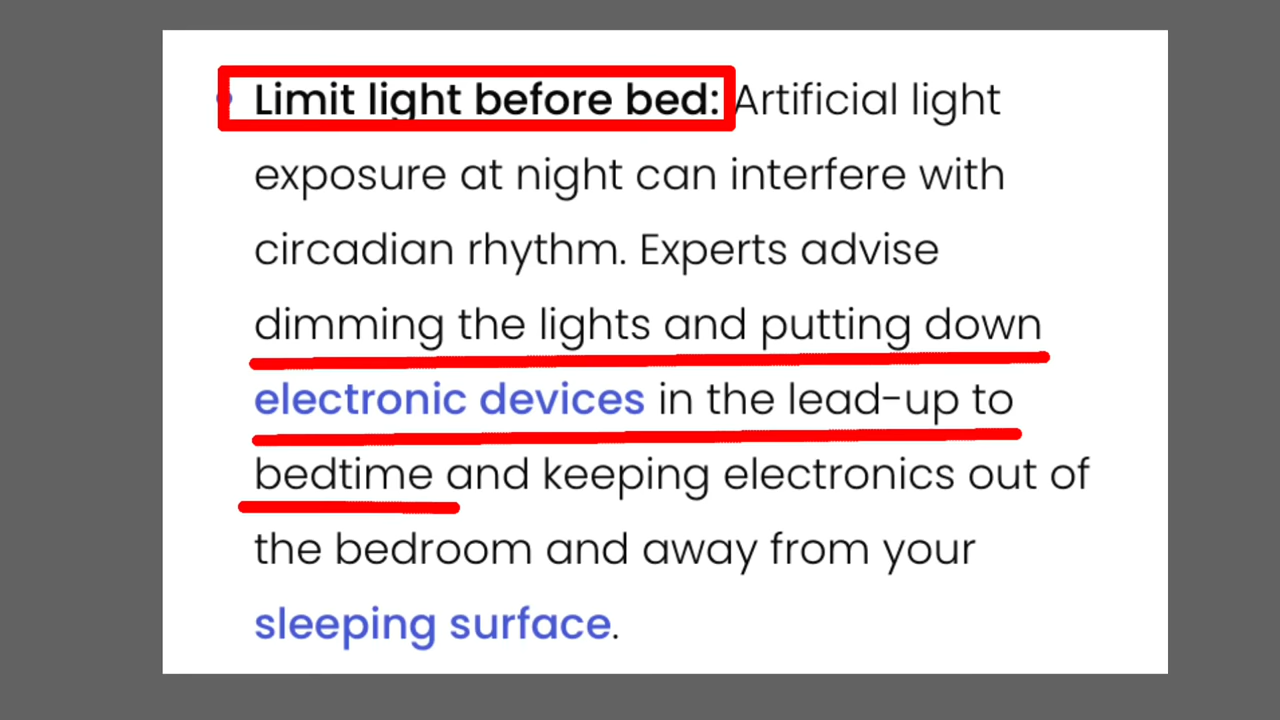 Limit light before bed: Artificial light
exposure at night can interfere with
circadian rhythm. Experts advise
dimming the lights and putting down
electronic devices in the lead-up to
bedtime and keeping electronics out of
the bedroom and away from your
sleeping surface.